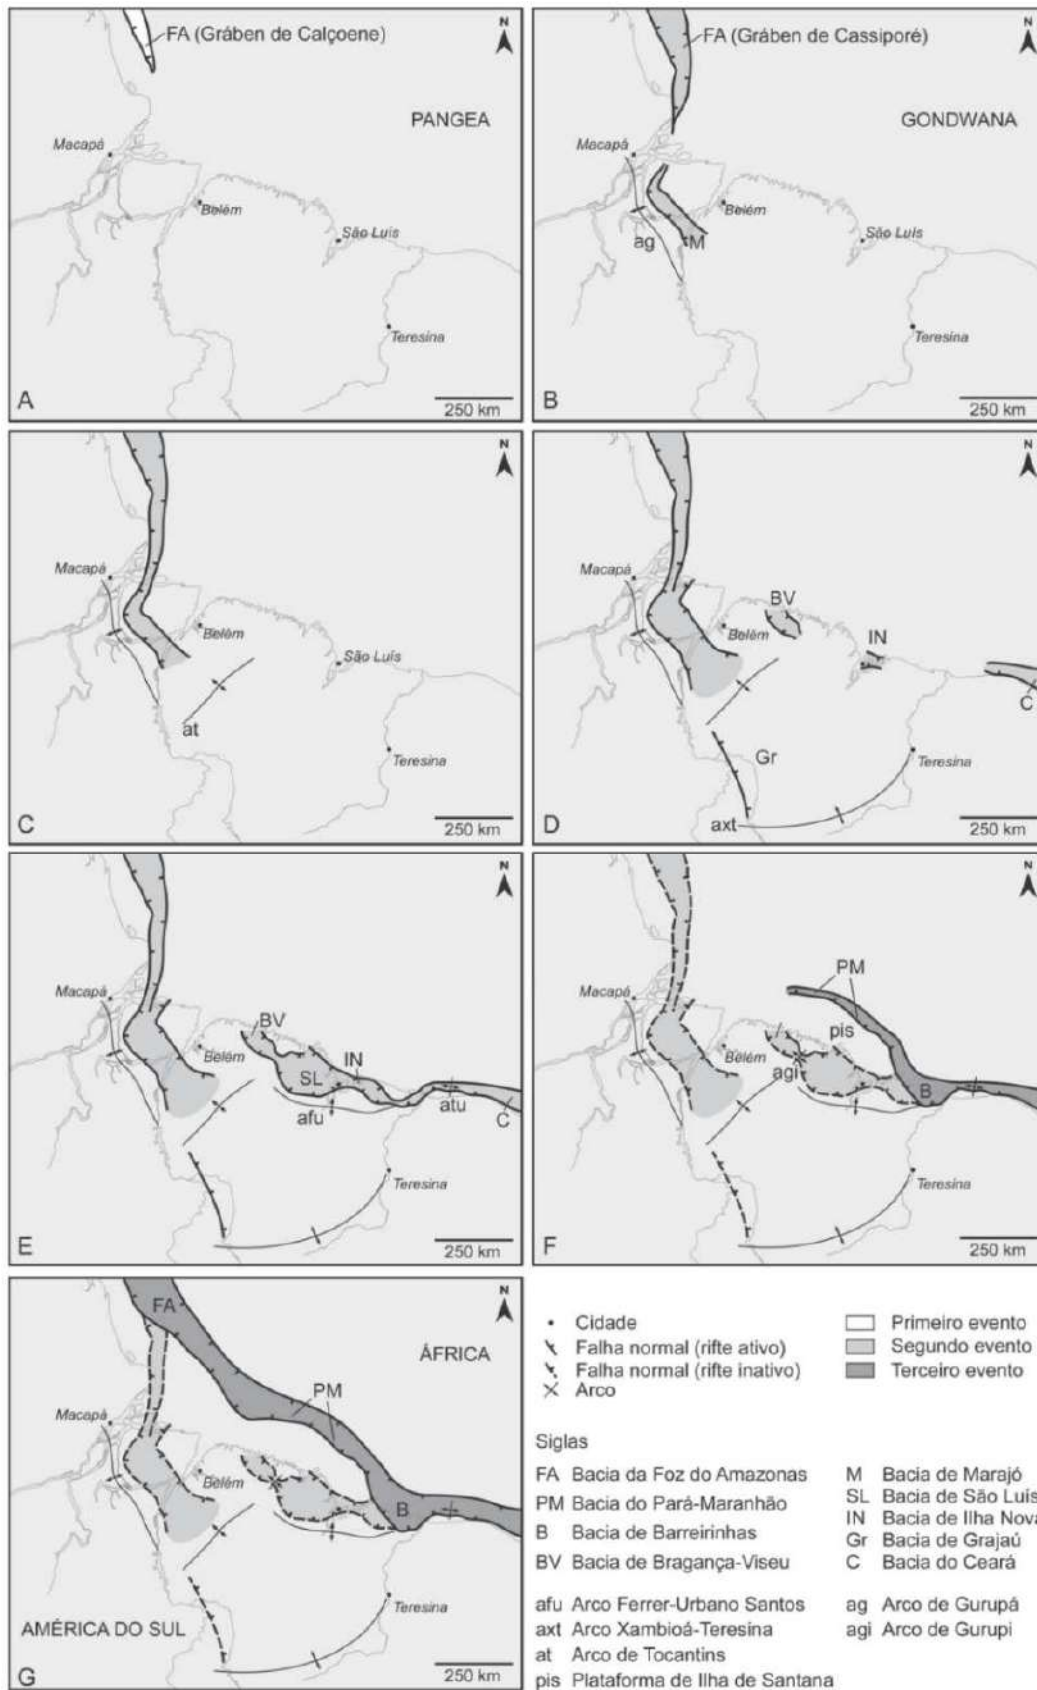 N
FA (Gráben de Calçoene)
PANGEA
Macapá
Belém
São Luís
Teresina
A
250 km
N
FA (Gráben de Cassiporé)
GONDWANA
Macapá
Belém
ag
M
São Luís
Teresina
B
250 km
N
Macapá
Belém
São Luís
at
Teresina
C
250 km
N
Macapá
BV
Belém
IN
C
Gr
Teresina
axt
D
250 km
N
Macapá
BV
Belém
IN
SL
afu
atu
C
Teresina
E
250 km
N
PM
Macapá
pis
Belém
agi
B
Teresina
F
250 km
N
FA
ÁFRICA
PM
Macapá
Belém
B
Teresina
AMÉRICA DO SUL
G
250 km
Cidade
Falha normal (rifte ativo)
Falha normal (rifte inativo)
Arco
Primeiro evento
Segundo evento
Terceiro evento
Siglas
FA Bacia da Foz do Amazonas
PM Bacia do Pará-Maranhão
B Bacia de Barreirinhas
BV Bacia de Bragança-Viseu
M Bacia de Marajó
SL Bacia de São Luís
IN Bacia de Ilha Nova
Gr Bacia de Grajaú
C Bacia do Ceará
afu Arco Ferrer-Urbano Santos
axt Arco Xambioá-Teresina
at Arco de Tocantins
pis Plataforma de Ilha de Santana
ag Arco de Gurupá
agi Arco de Gurupi